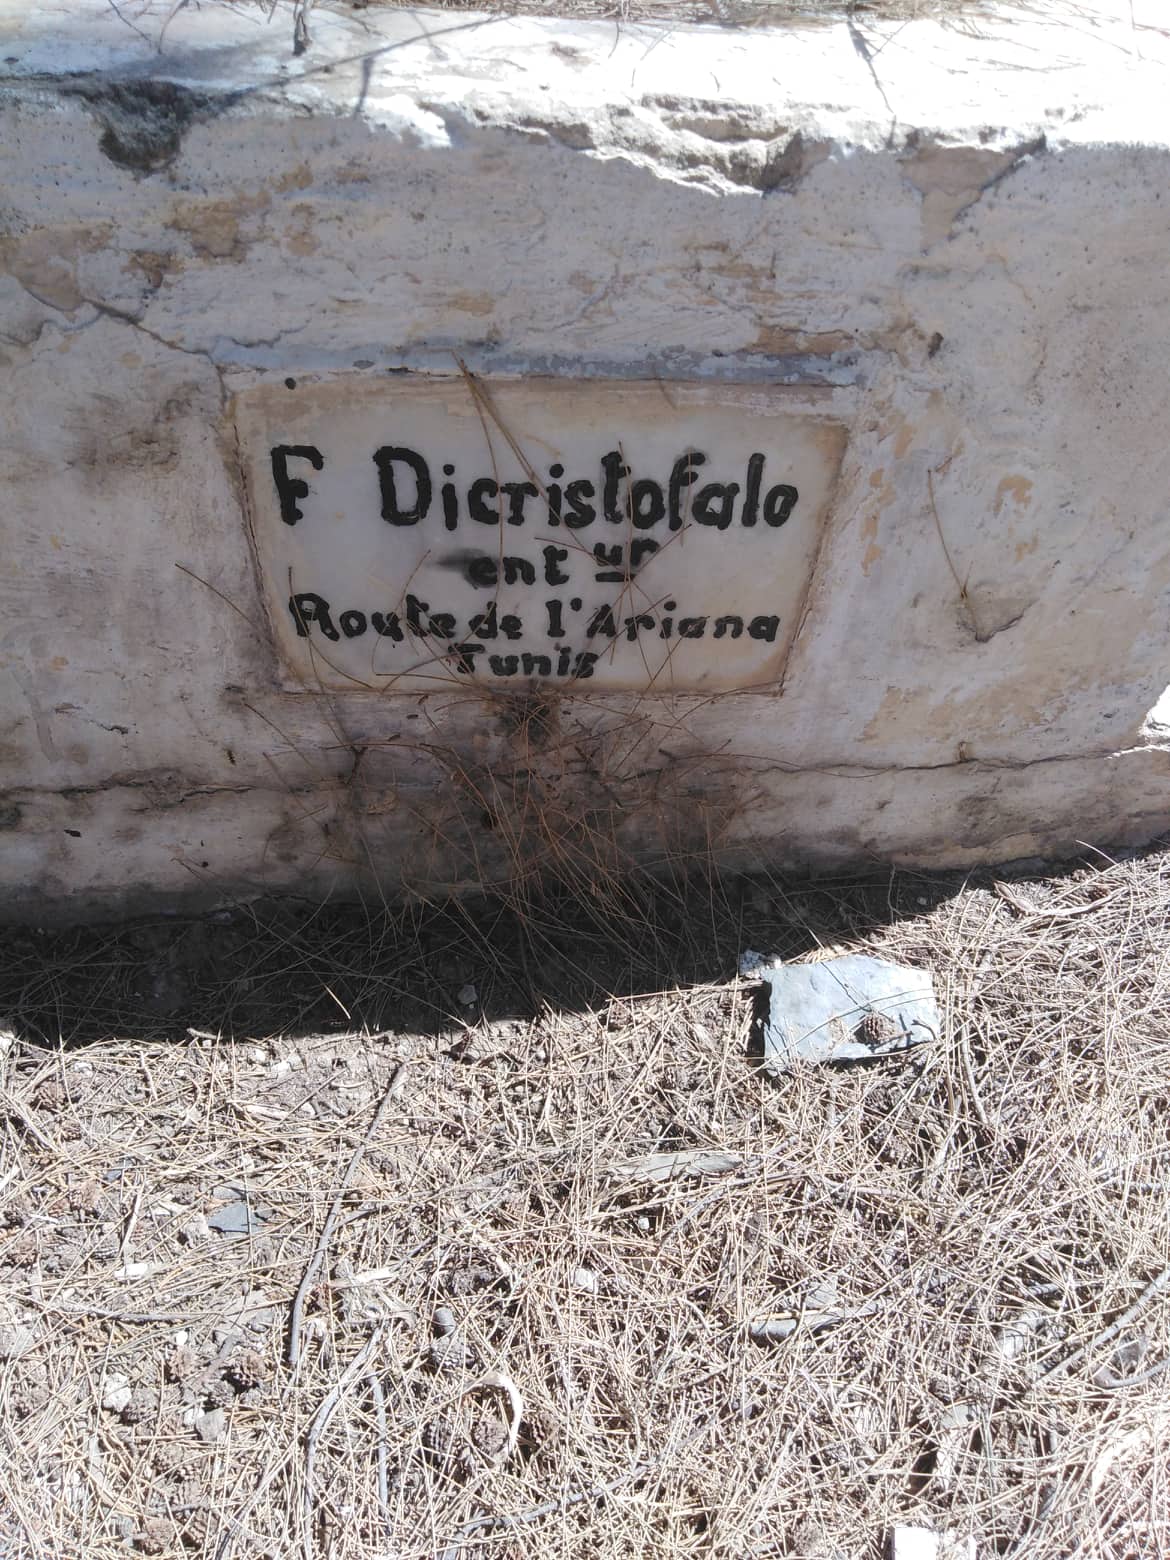 F Dicristofalo
ent ur
Route de l'Ariana
Tunis